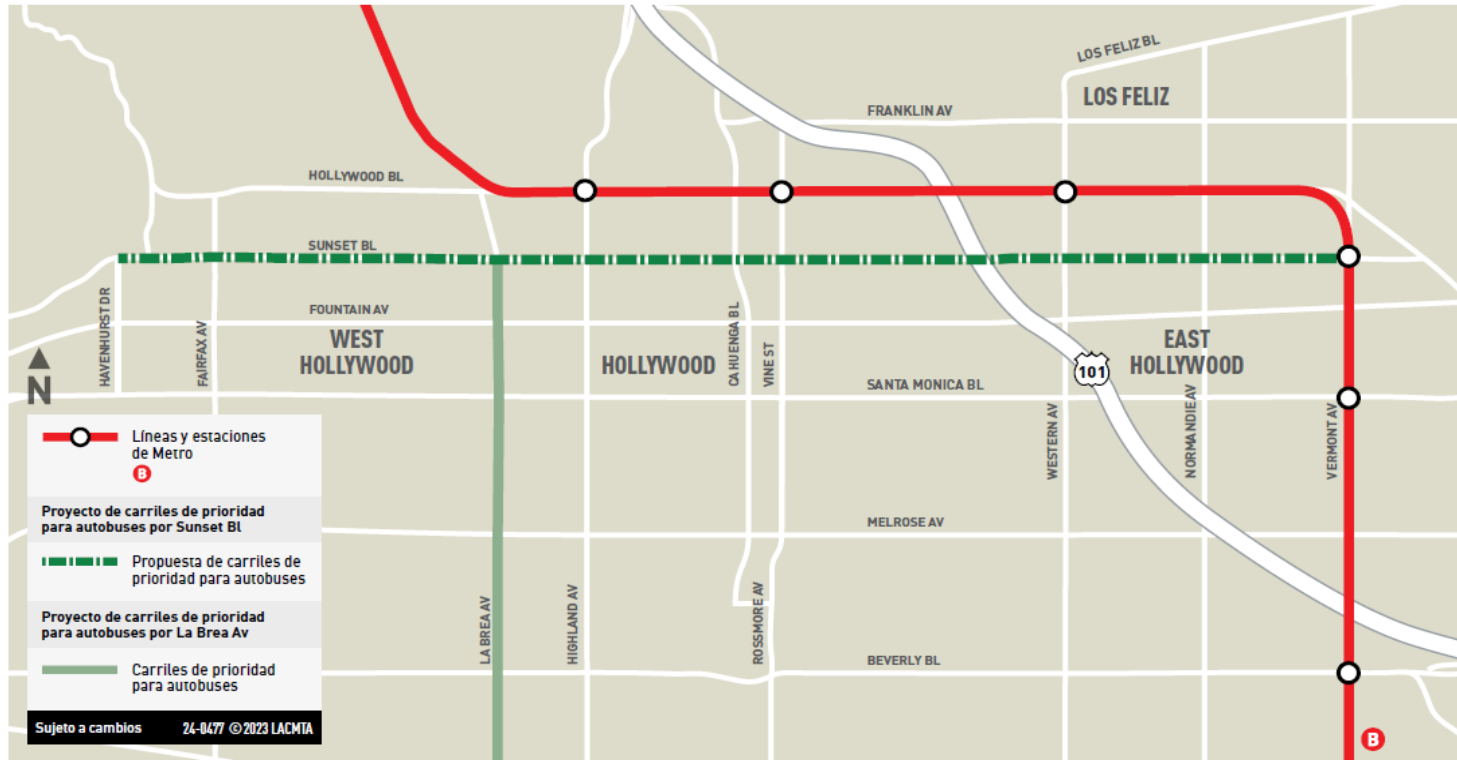 LOS FELIZ BL
LOS FELIZ
FRANKLIN AV
HOLLYWOOD BL
SUNSET BL
FOUNTAIN AV
WEST
HOLLYWOOD
HOLLYWOOD
EAST
HOLLYWOOD
HAVENHURST DR
FAIRFAX AV
CAHUENGA BL
VINE ST
101
SANTA MONICA BL
WESTERN AV
NORMANDIE AV
VERMONT AV
MELROSE AV
LA BREA AV
HIGHLAND AV
ROSSMORE AV
BEVERLY BL
B
N
Líneas y estaciones
de Metro
B
Proyecto de carriles de prioridad
para autobuses por Sunset Bl
Propuesta de carriles de
prioridad para autobuses
Proyecto de carriles de prioridad
para autobuses por La Brea Av
Carriles de prioridad
para autobuses
Sujeto a cambios 24-0477 ©2023 LACMTA